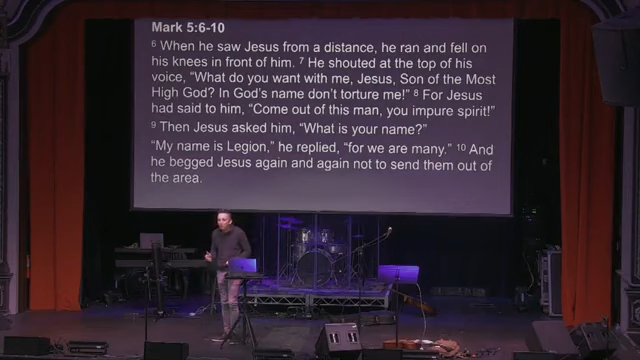 Mark 5:6-10
6 When he saw Jesus from a distance, he ran and fell on
his knees in front of him. 7 He shouted at the top of his
voice, “What do you want with me, Jesus, Son of the Most
High God? In God’s name don’t torture me!” 8 For Jesus
had said to him, “Come out of this man, you impure spirit!”
9 Then Jesus asked him, “What is your name?”
“My name is Legion,” he replied, “for we are many.” 10 And
he begged Jesus again and again not to send them out of
the area.